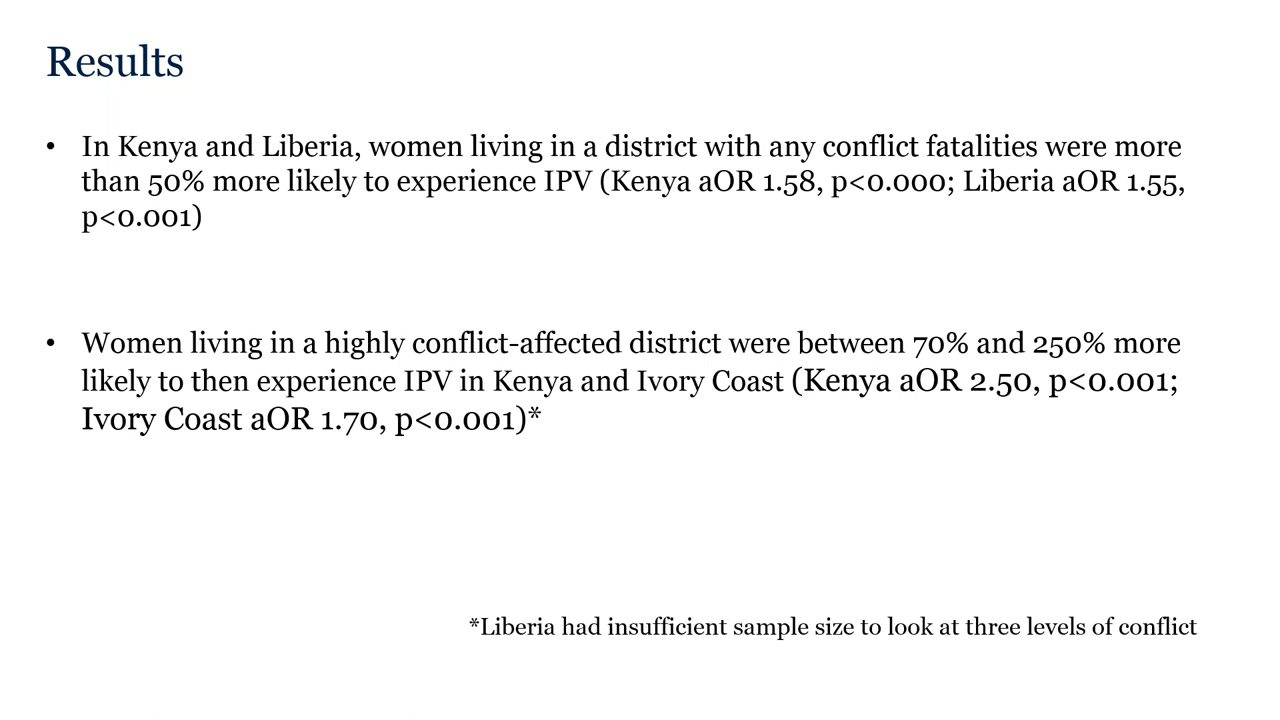 Results
• In Kenya and Liberia, women living in a district with any conflict fatalities were more
than 50% more likely to experience IPV (Kenya aOR 1.58, p<0.000; Liberia aOR 1.55,
p<0.001)
• Women living in a highly conflict-affected district were between 70% and 250% more
likely to then experience IPV in Kenya and Ivory Coast (Kenya aOR 2.50, p<0.001;
Ivory Coast aOR 1.70, p<0.001)*
*Liberia had insufficient sample size to look at three levels of conflict